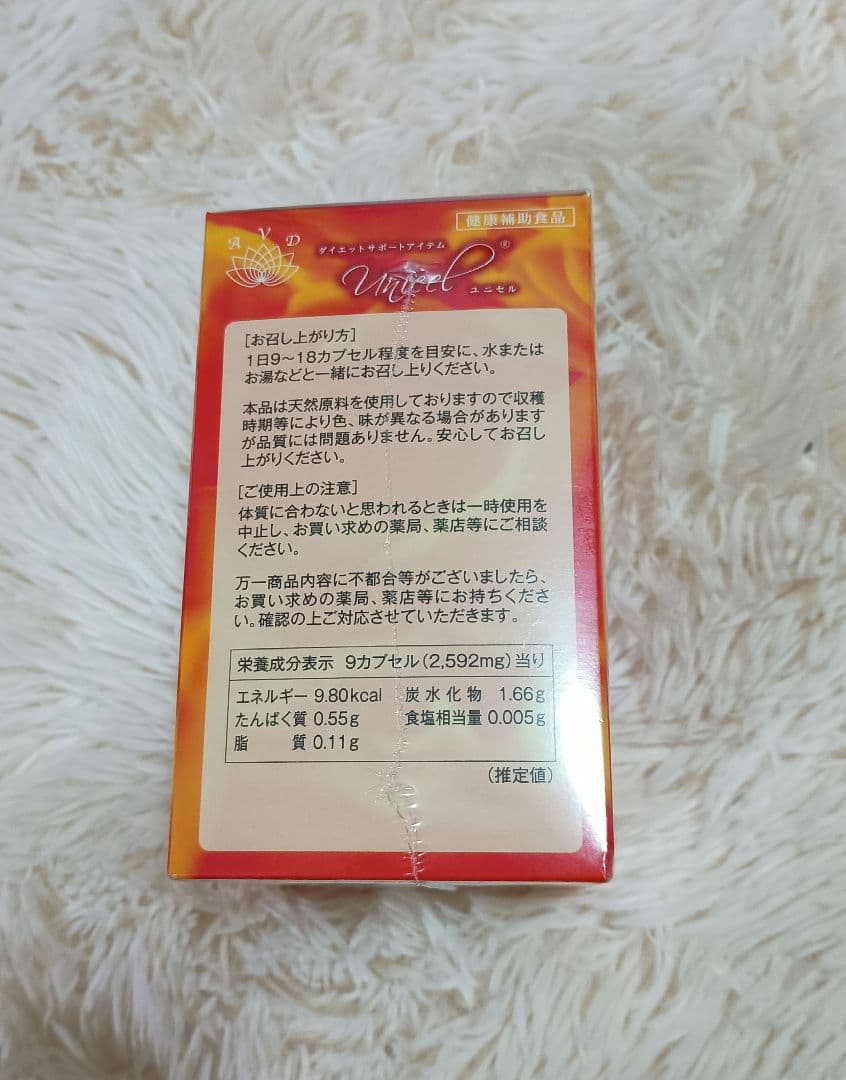 健康補助食品
AVD
ダイエットサポートアイテム
Unicel®
ユニセル
[お召し上がり方]
1日9〜18カプセル程度を目安に、水または
お湯などと一緒にお召し上りください。
本品は天然原料を使用しておりますので収穫
時期等により色、味が異なる場合があります
が品質には問題ありません。安心してお召し
上がりください。
[ご使用上の注意]
体質に合わないと思われるときは一時使用を
中止し、お買い求めの薬局、薬店等にご相談
ください。
万一商品内容に不都合等がございましたら、
お買い求めの薬局、薬店等にお持ちくださ
い。確認の上ご対応させていただきます。
栄養成分表示 9カプセル(2,592mg)当り
エネルギー 9.80kcal 炭水化物 1.66g
たんぱく質 0.55g 食塩相当量 0.005g
脂質 0.11g
(推定値)